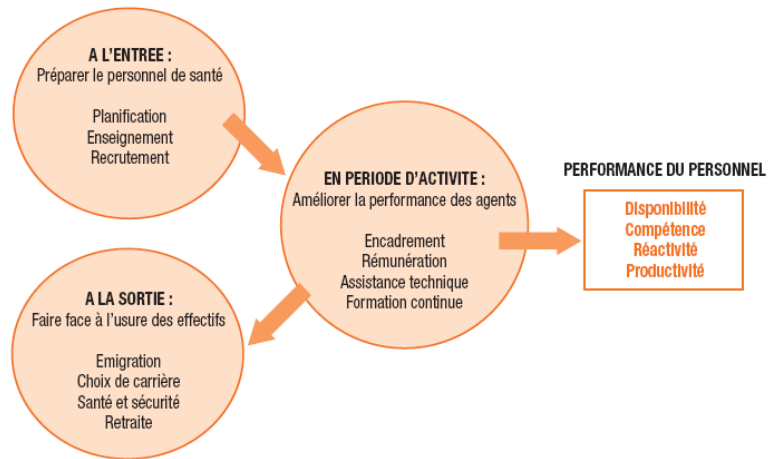 A L'ENTREE :
Préparer le personnel de santé
Planification
Enseignement
Recrutement
EN PERIODE D'ACTIVITE :
Améliorer la performance des agents
Encadrement
Rémunération
Assistance technique
Formation continue
PERFORMANCE DU PERSONNEL
Disponibilité
Compétence
Réactivité
Productivité
A LA SORTIE :
Faire face à l'usure des effectifs
Emigration
Choix de carrière
Santé et sécurité
Retraite